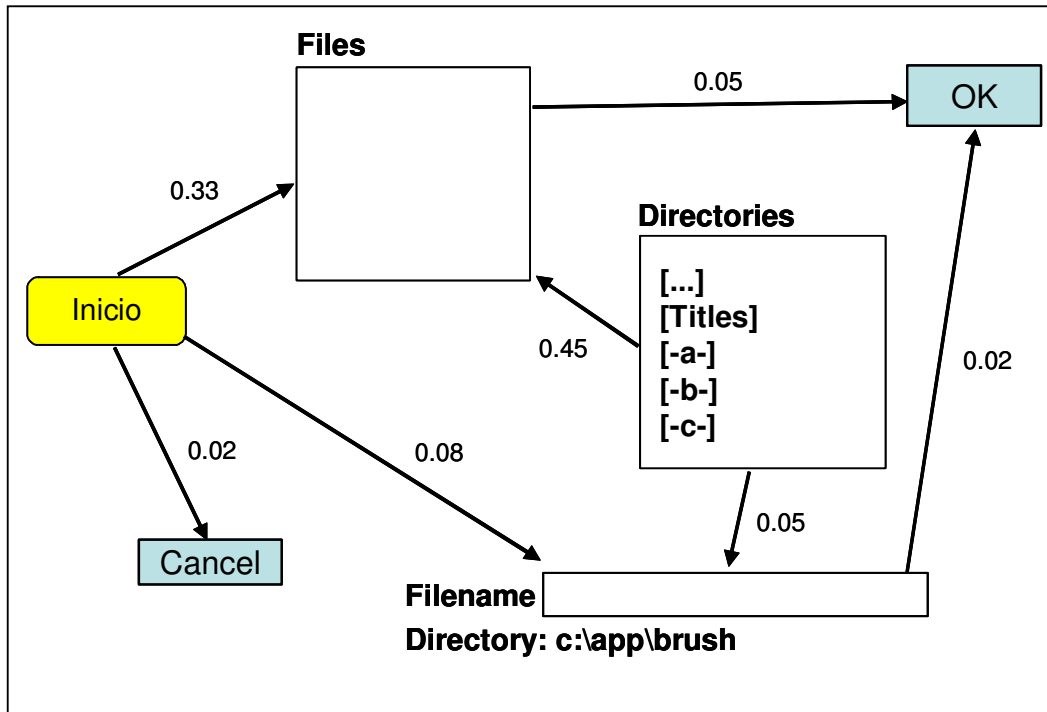 Files
0.05
OK
0.33
Directories
[...]
[Titles]
[-a-]
[-b-]
[-c-]
Inicio
0.45
0.02
0.02
0.08
0.05
Cancel
Filename
Directory: c:\app\brush